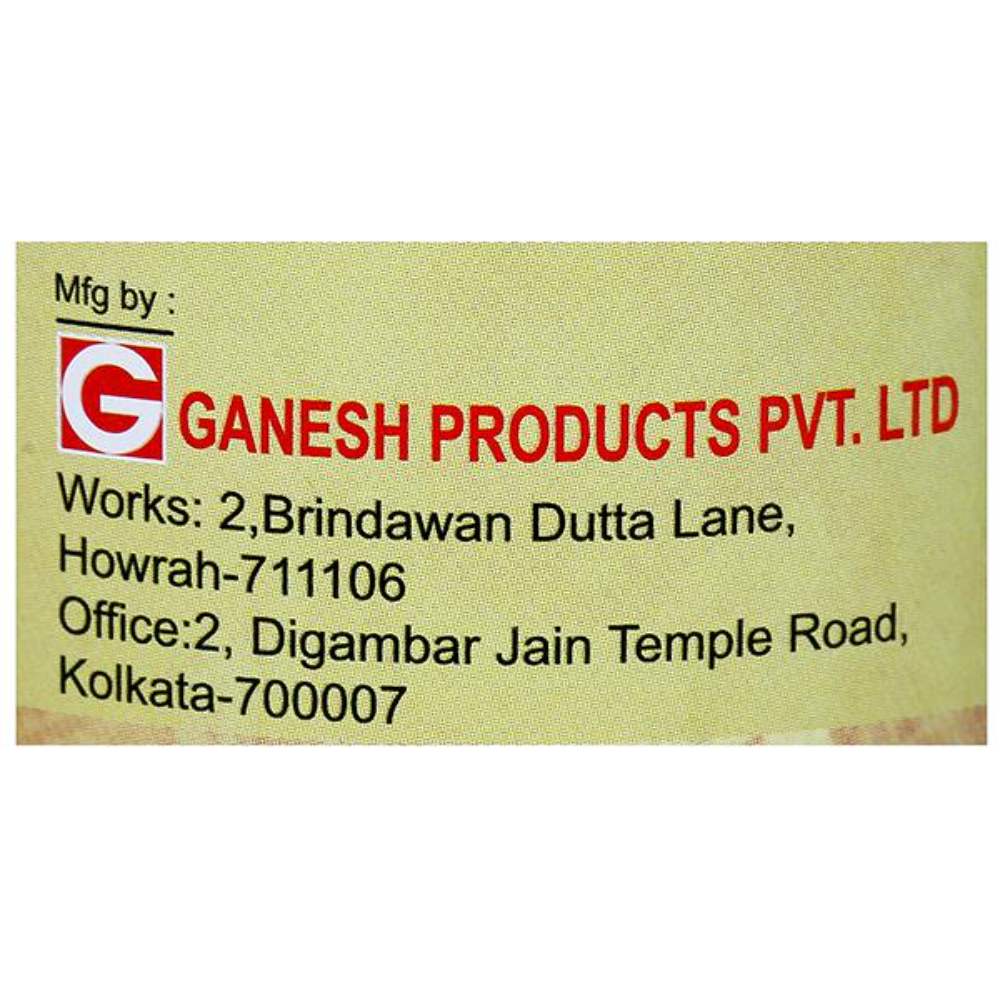 Mfg by :
G GANESH PRODUCTS PVT. LTD
Works: 2,Brindawan Dutta Lane,
Howrah-711106
Office:2, Digambar Jain Temple Road,
Kolkata-700007